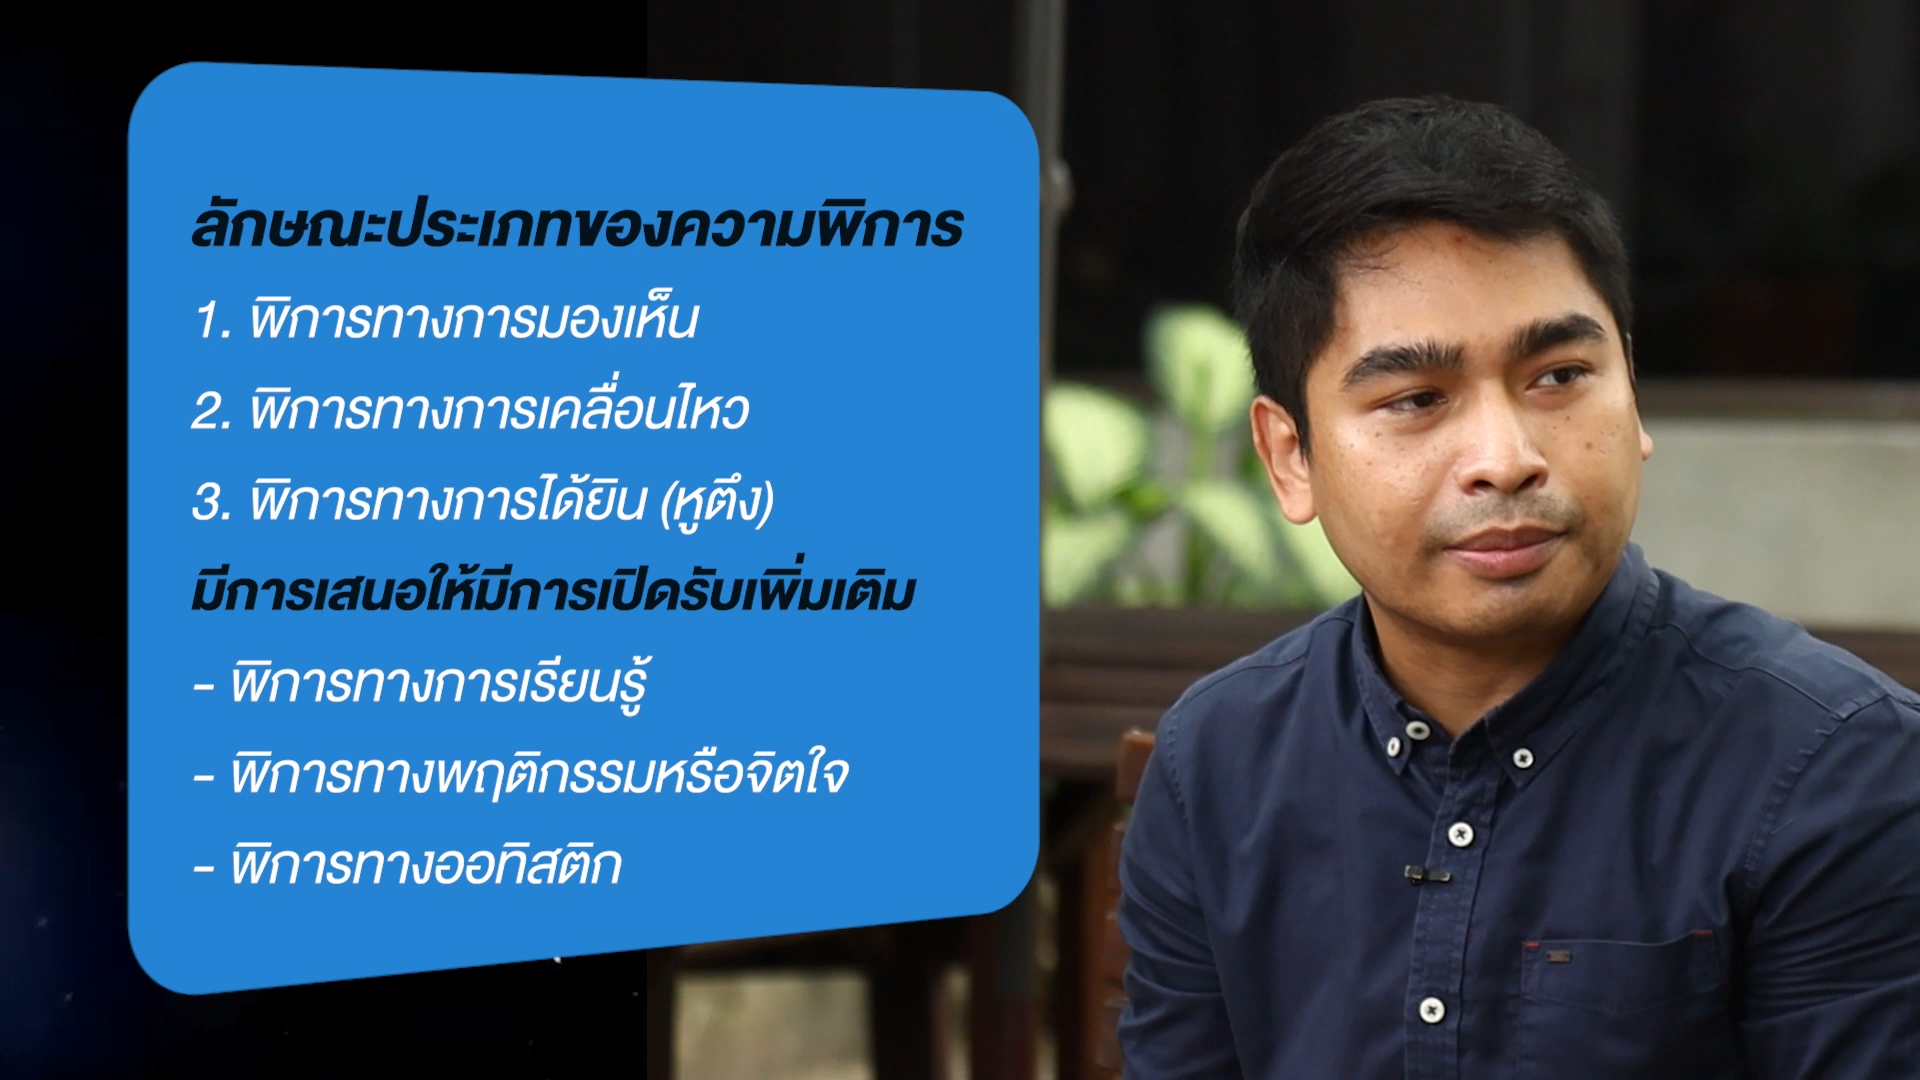 ลักษณะประเภทของความพิการ
1. พิการทางการมองเห็น
2. พิการทางการเคลื่อนไหว
3. พิการทางการได้ยิน (หูตึง)
มีการเสนอให้มีการเปิดรับเพิ่มเติม
- พิการทางการเรียนรู้
- พิการทางพฤติกรรมหรือจิตใจ
- พิการทางออทิสติก